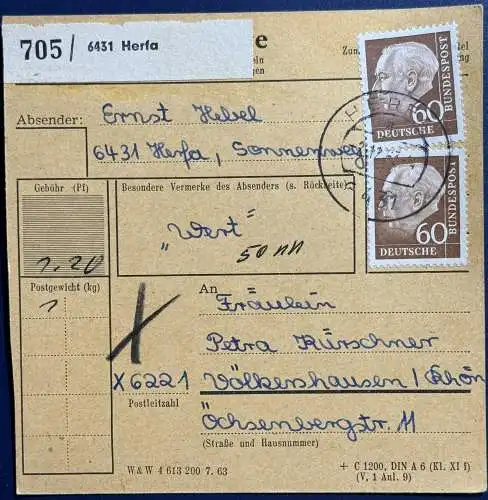 705/ 6431 Herfa
60
DEUTSCHE
BUNDESPOST
60
DEUTSCHE
BUNDESPOST
Absender: Ernst Hebel
6431 Herfa, Sonnenweg
Gebühr (Pf)
1.20
Postgewicht (kg)
1
Besondere Vermerke des Absenders (s. Rückseite)
„Wert"
50
An
Fräulein
Petra Kürschner
X6221 Völkershausen/Rhön
Postleitzahl
Öchsenbergstr. 11
(Straße und Hausnummer)
W & W 4 613 200 7. 63
+ C 1200, DIN A 6 (Kl. XI f)
(V. 1 Anl. 9)